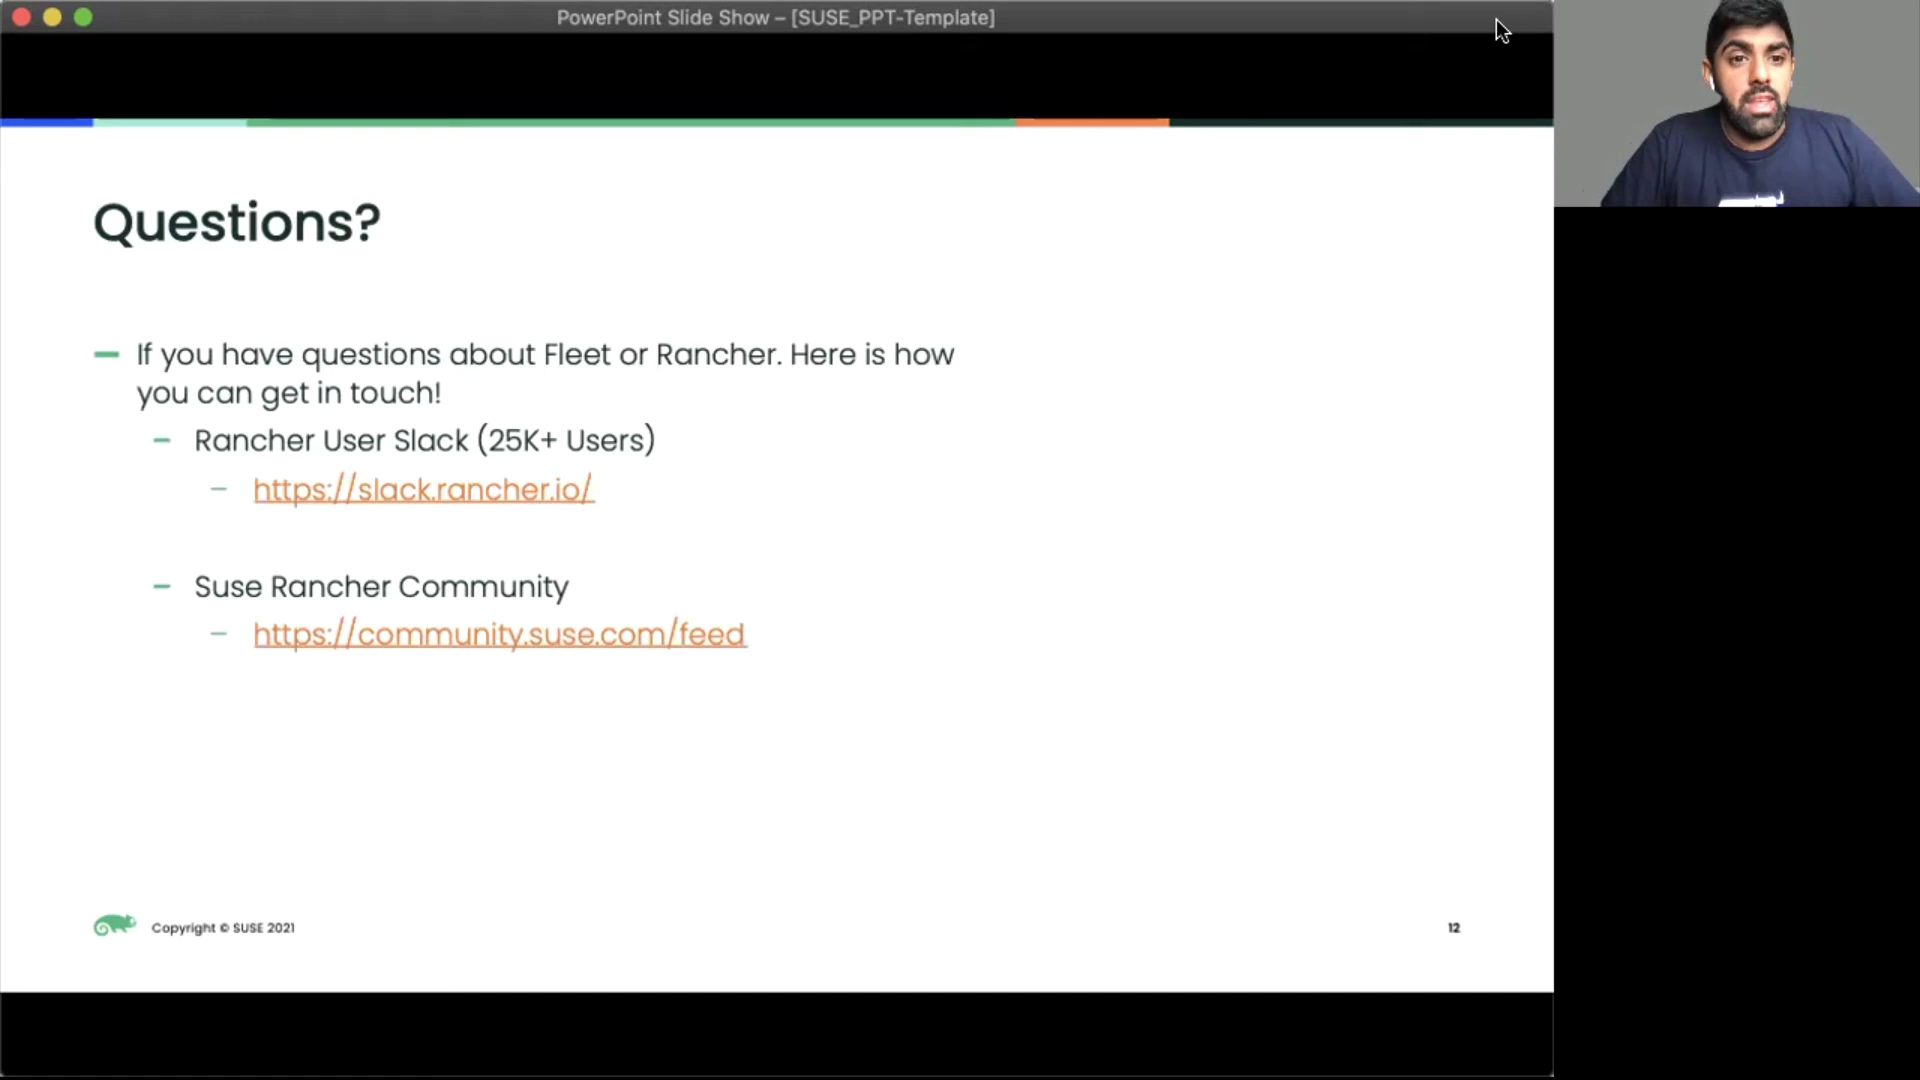 PowerPoint Slide Show – [SUSE_PPT-Template]
Questions?
If you have questions about Fleet or Rancher. Here is how
you can get in touch!
Rancher User Slack (25K+ Users)
https://slack.rancher.io/
Suse Rancher Community
https://community.suse.com/feed
Copyright © SUSE 2021
12